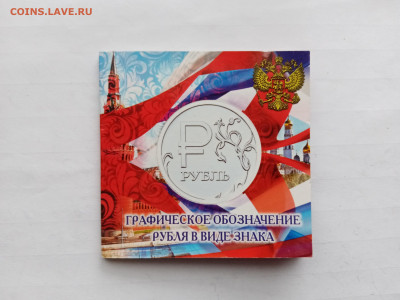 COINS.LAVE.RU
РУБЛЬ
ГРАФИЧЕСКОЕ ОБОЗНАЧЕНИЕ
РУБЛЯ В ВИДЕ ЗНАКА